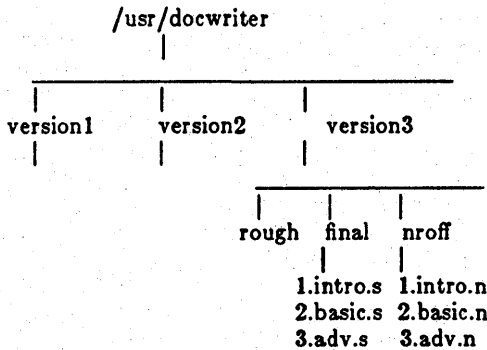 /usr/docwriter
version1 version2 version3
rough final nroff
1.intro.s 1.intro.n
2.basic.s 2.basic.n
3.adv.s 3.adv.n